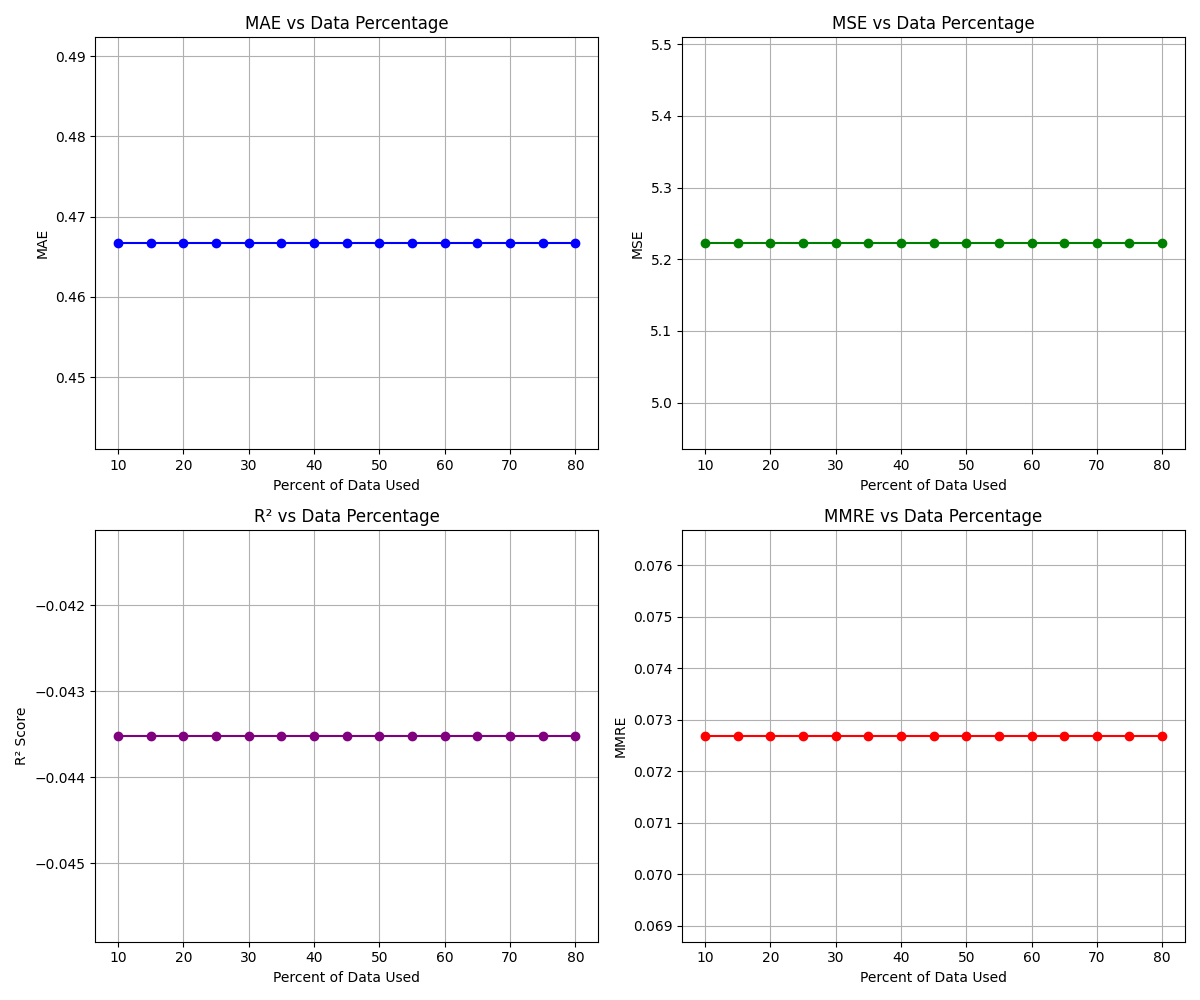 MAE vs Data Percentage
0.49
0.48
0.47
0.46
0.45
MAE
10 20 30 40 50 60 70 80
Percent of Data Used
MSE vs Data Percentage
5.5
5.4
5.3
5.2
5.1
5.0
MSE
10 20 30 40 50 60 70 80
Percent of Data Used
R² vs Data Percentage
−0.042
−0.043
−0.044
−0.045
R² Score
10 20 30 40 50 60 70 80
Percent of Data Used
MMRE vs Data Percentage
0.076
0.075
0.074
0.073
0.072
0.071
0.070
0.069
MMRE
10 20 30 40 50 60 70 80
Percent of Data Used